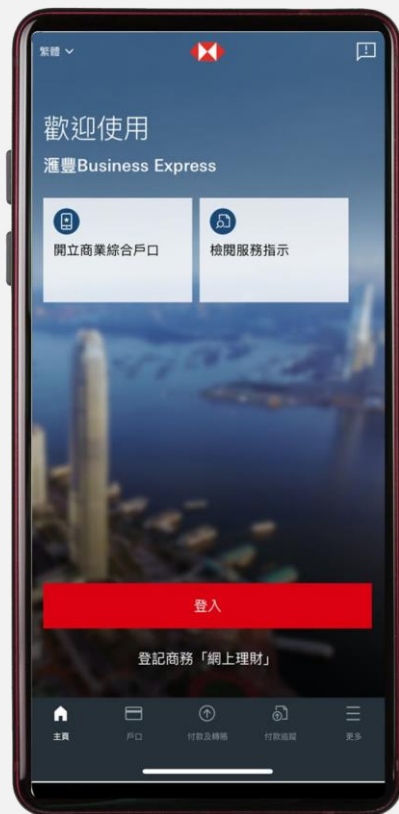 繁體
歡迎使用
滙豐Business Express
開立商業綜合戶口
檢閱服務指示
登入
登記商務「網上理財」
主頁
戶口
付款及轉賬
付款追蹤
更多